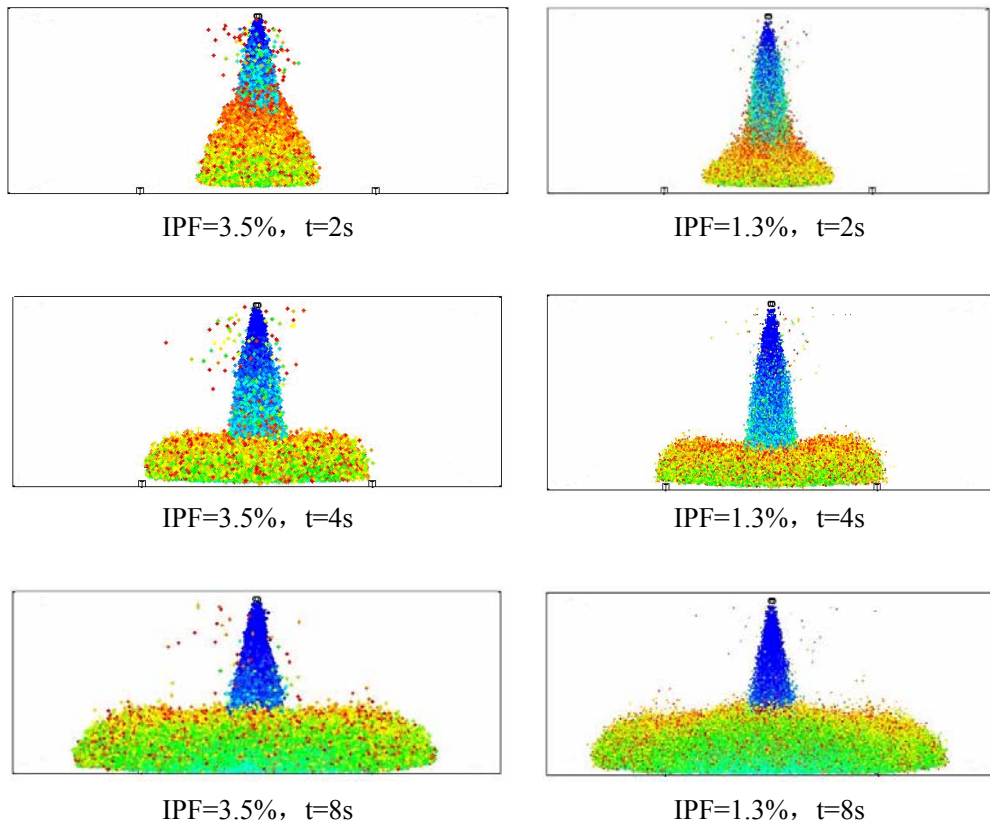 IPF=3.5%，t=2s
IPF=1.3%，t=2s
IPF=3.5%，t=4s
IPF=1.3%，t=4s
IPF=3.5%，t=8s
IPF=1.3%，t=8s